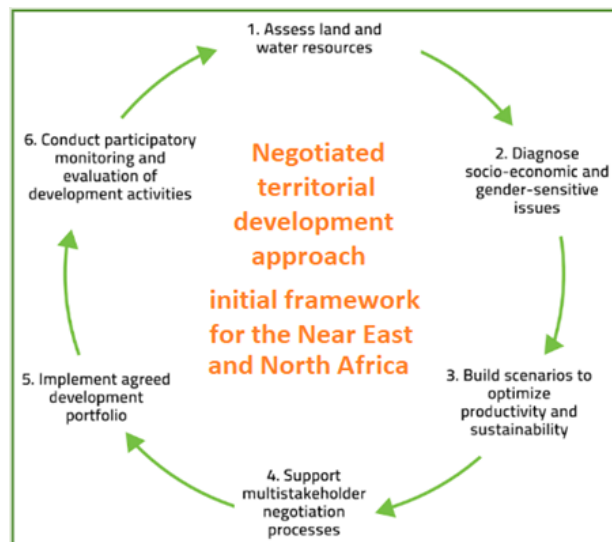 1. Assess land and
water resources
2. Diagnose
socio-economic and
gender-sensitive
issues
3. Build scenarios to
optimize
productivity and
sustainability
4. Support
multistakeholder
negotiation
processes
5. Implement agreed
development
portfolio
6. Conduct participatory
monitoring and
evaluation of
development activities
Negotiated
territorial
development
approach
initial framework
for the Near East
and North Africa